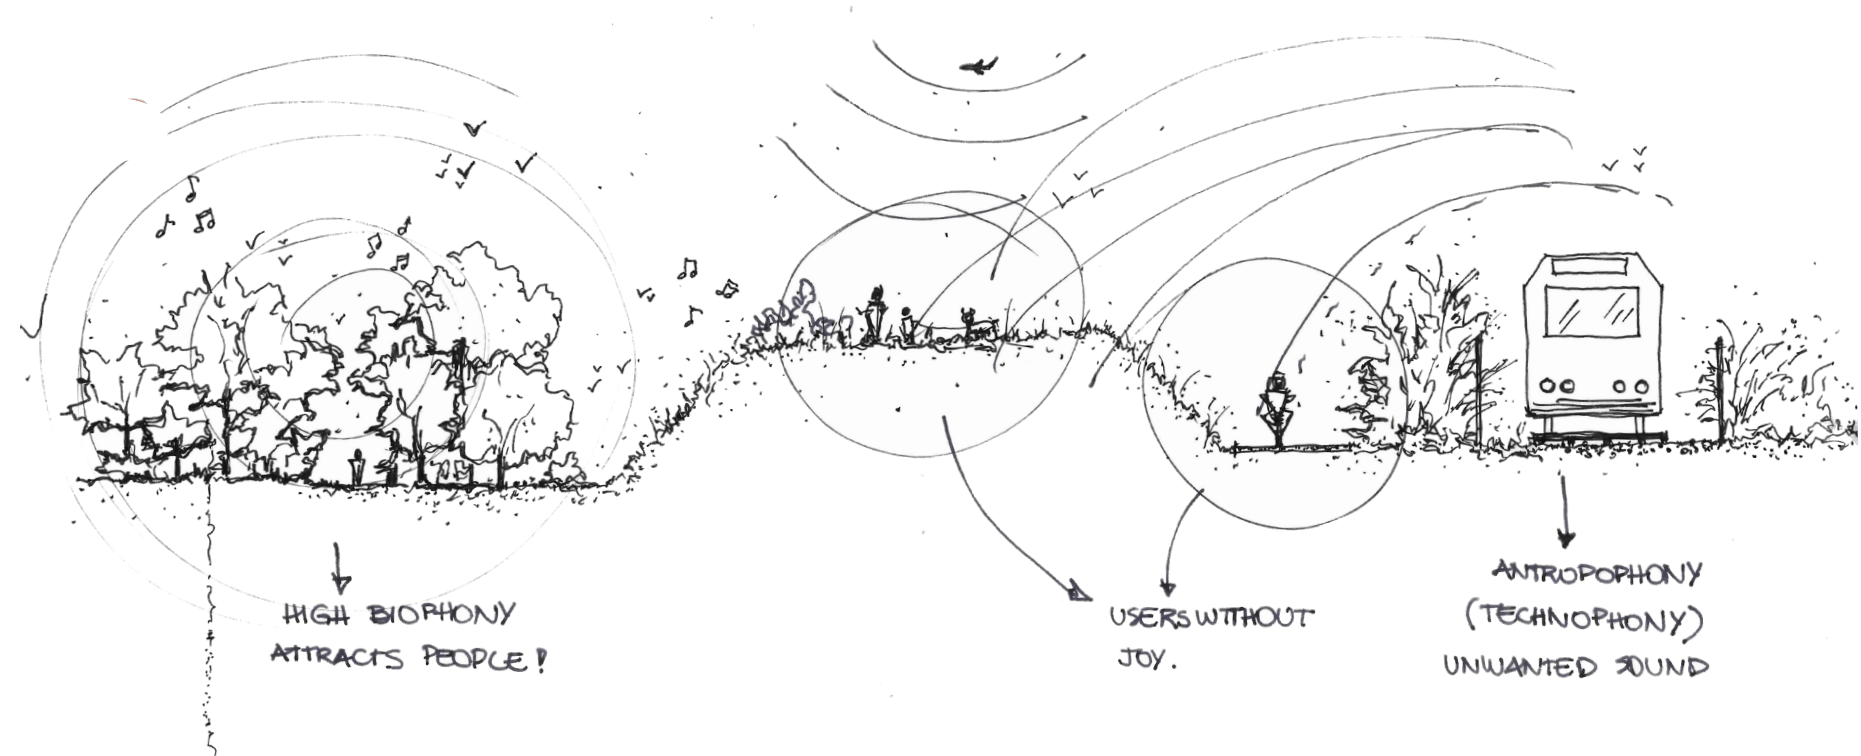 HIGH BIOPHONY
ATTRACTS PEOPLE!
USERS WITHOUT
JOY.
ANTROPOPHONY
(TECHNOPHONY)
UNWANTED SOUND